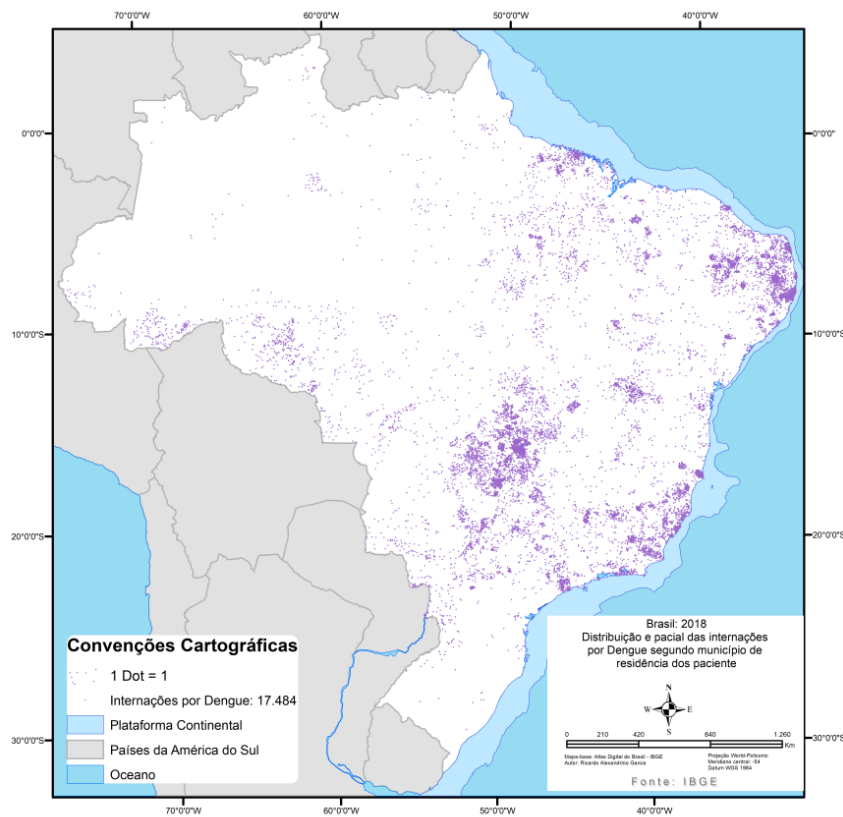 70°0'0"W 60°0'0"W 50°0'0"W 40°0'0"W
0°0'0" 0°0'0"
10°0'0"S 10°0'0"S
20°0'0"S 20°0'0"S
30°0'0"S 30°0'0"S
Convenções Cartográficas
1 Dot = 1
Internações por Dengue: 17.484
Plataforma Continental
Países da América do Sul
Oceano
Brasil: 2018
Distribuição e pacial das internações
por Dengue segundo município de
residência dos paciente
N
W E
S
0 210 420 840 1.260
Km
Mapa-base: Atlas Digital do Brasil - IBGE
Autor: Ricardo Alexandrino Garcia
Projeção World-Policonic
Meridiano central: -54
Datum WGS 1984
Fonte: IBGE
70°0'0"W 60°0'0"W 50°0'0"W 40°0'0"W